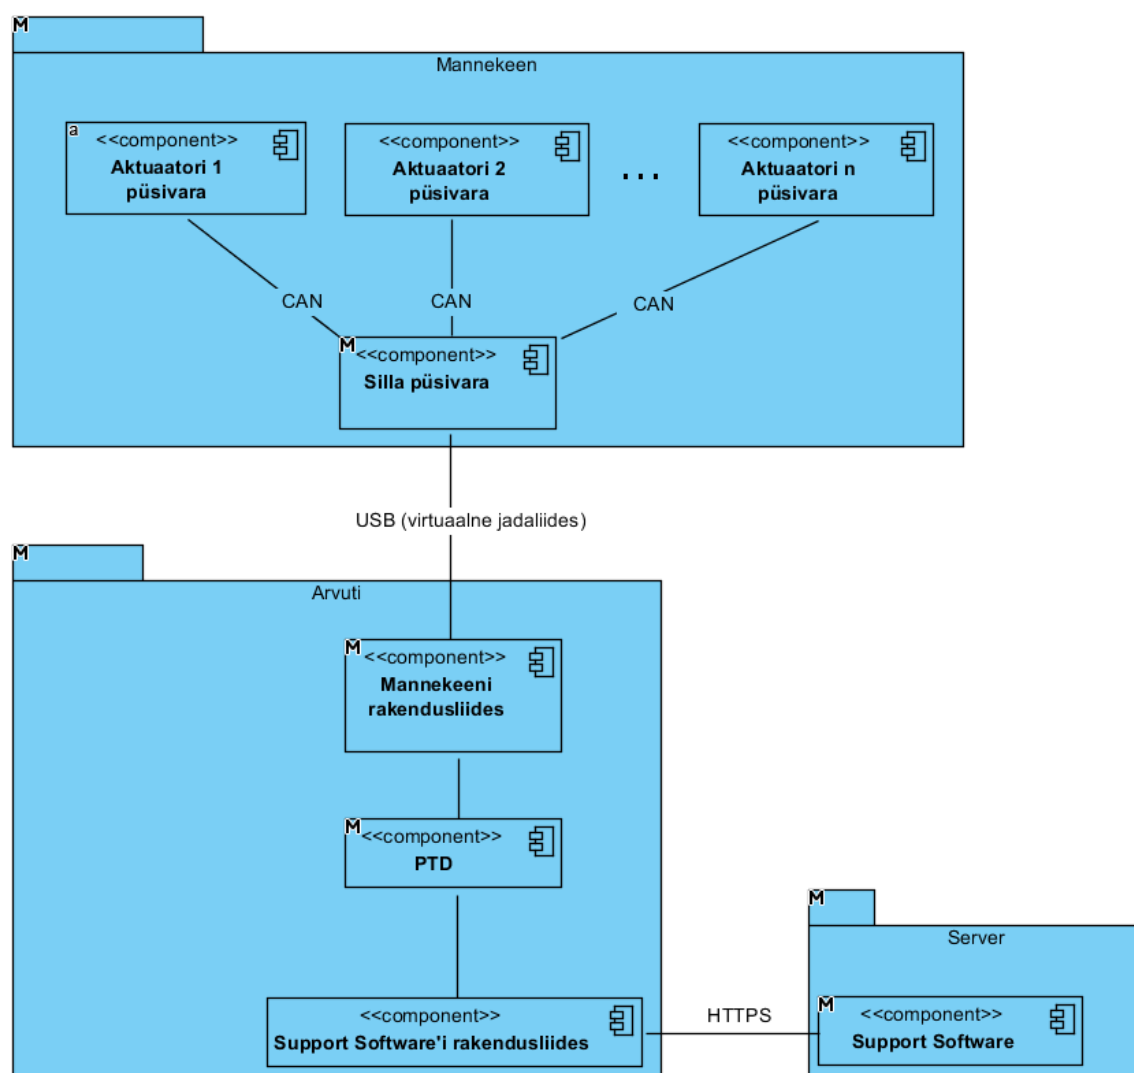 M
Mannekeen
a
<<component>>
Aktuaatori 1
püsivara
<<component>>
Aktuaatori 2
püsivara
...
<<component>>
Aktuaatori n
püsivara
CAN
CAN
CAN
M
<<component>>
Silla püsivara
USB (virtuaalne jadaliides)
M
Arvuti
M
<<component>>
Mannekeeni
rakendusliides
M
<<component>>
PTD
<<component>>
Support Software'i rakendusliides
HTTPS
M
Server
M
<<component>>
Support Software